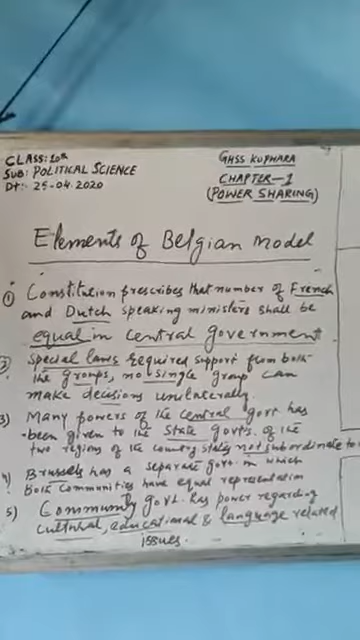 CLASS: 10th
SUB: POLITICAL SCIENCE
Dt:- 25-04-2020
GHSS KUPHARA
CHAPTER-1
(POWER SHARING)
Elements of Belgian Model
① Constitution prescribes that number of French
and Dutch speaking ministers shall be
equal in central government.
② special laws required support from both
the groups, no single group can
make decisions unilaterally.
3) Many powers of the central govt has
been given to the State Govts. of the
two regions of the country states not subordinate to
4) Brussels has a separate govt. in which
Both Communities have equal representation
5) Community govt. has power regarding
cultural, educational & language related
issues.